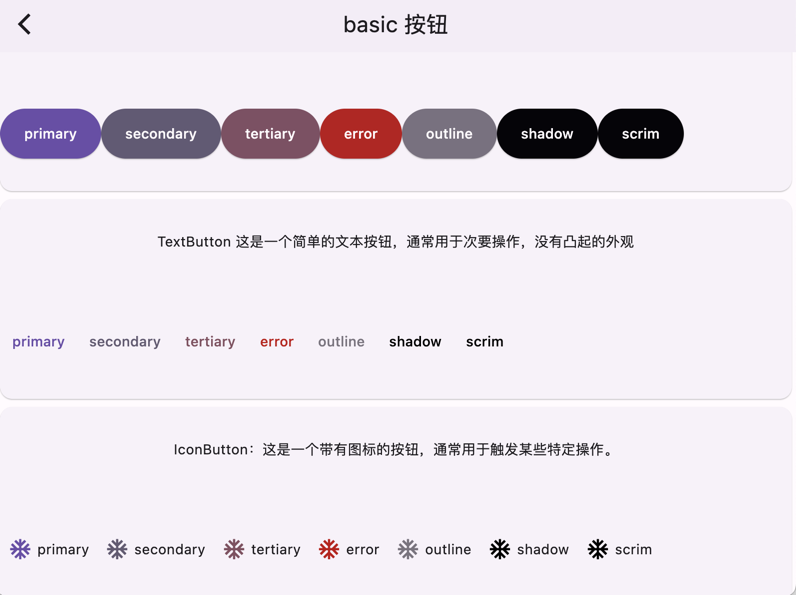 basic 按钮
primary secondary tertiary error outline shadow scrim
TextButton 这是一个简单的文本按钮，通常用于次要操作，没有凸起的外观
primary secondary tertiary error outline shadow scrim
IconButton：这是一个带有图标的按钮，通常用于触发某些特定操作。
primary secondary tertiary error outline shadow scrim